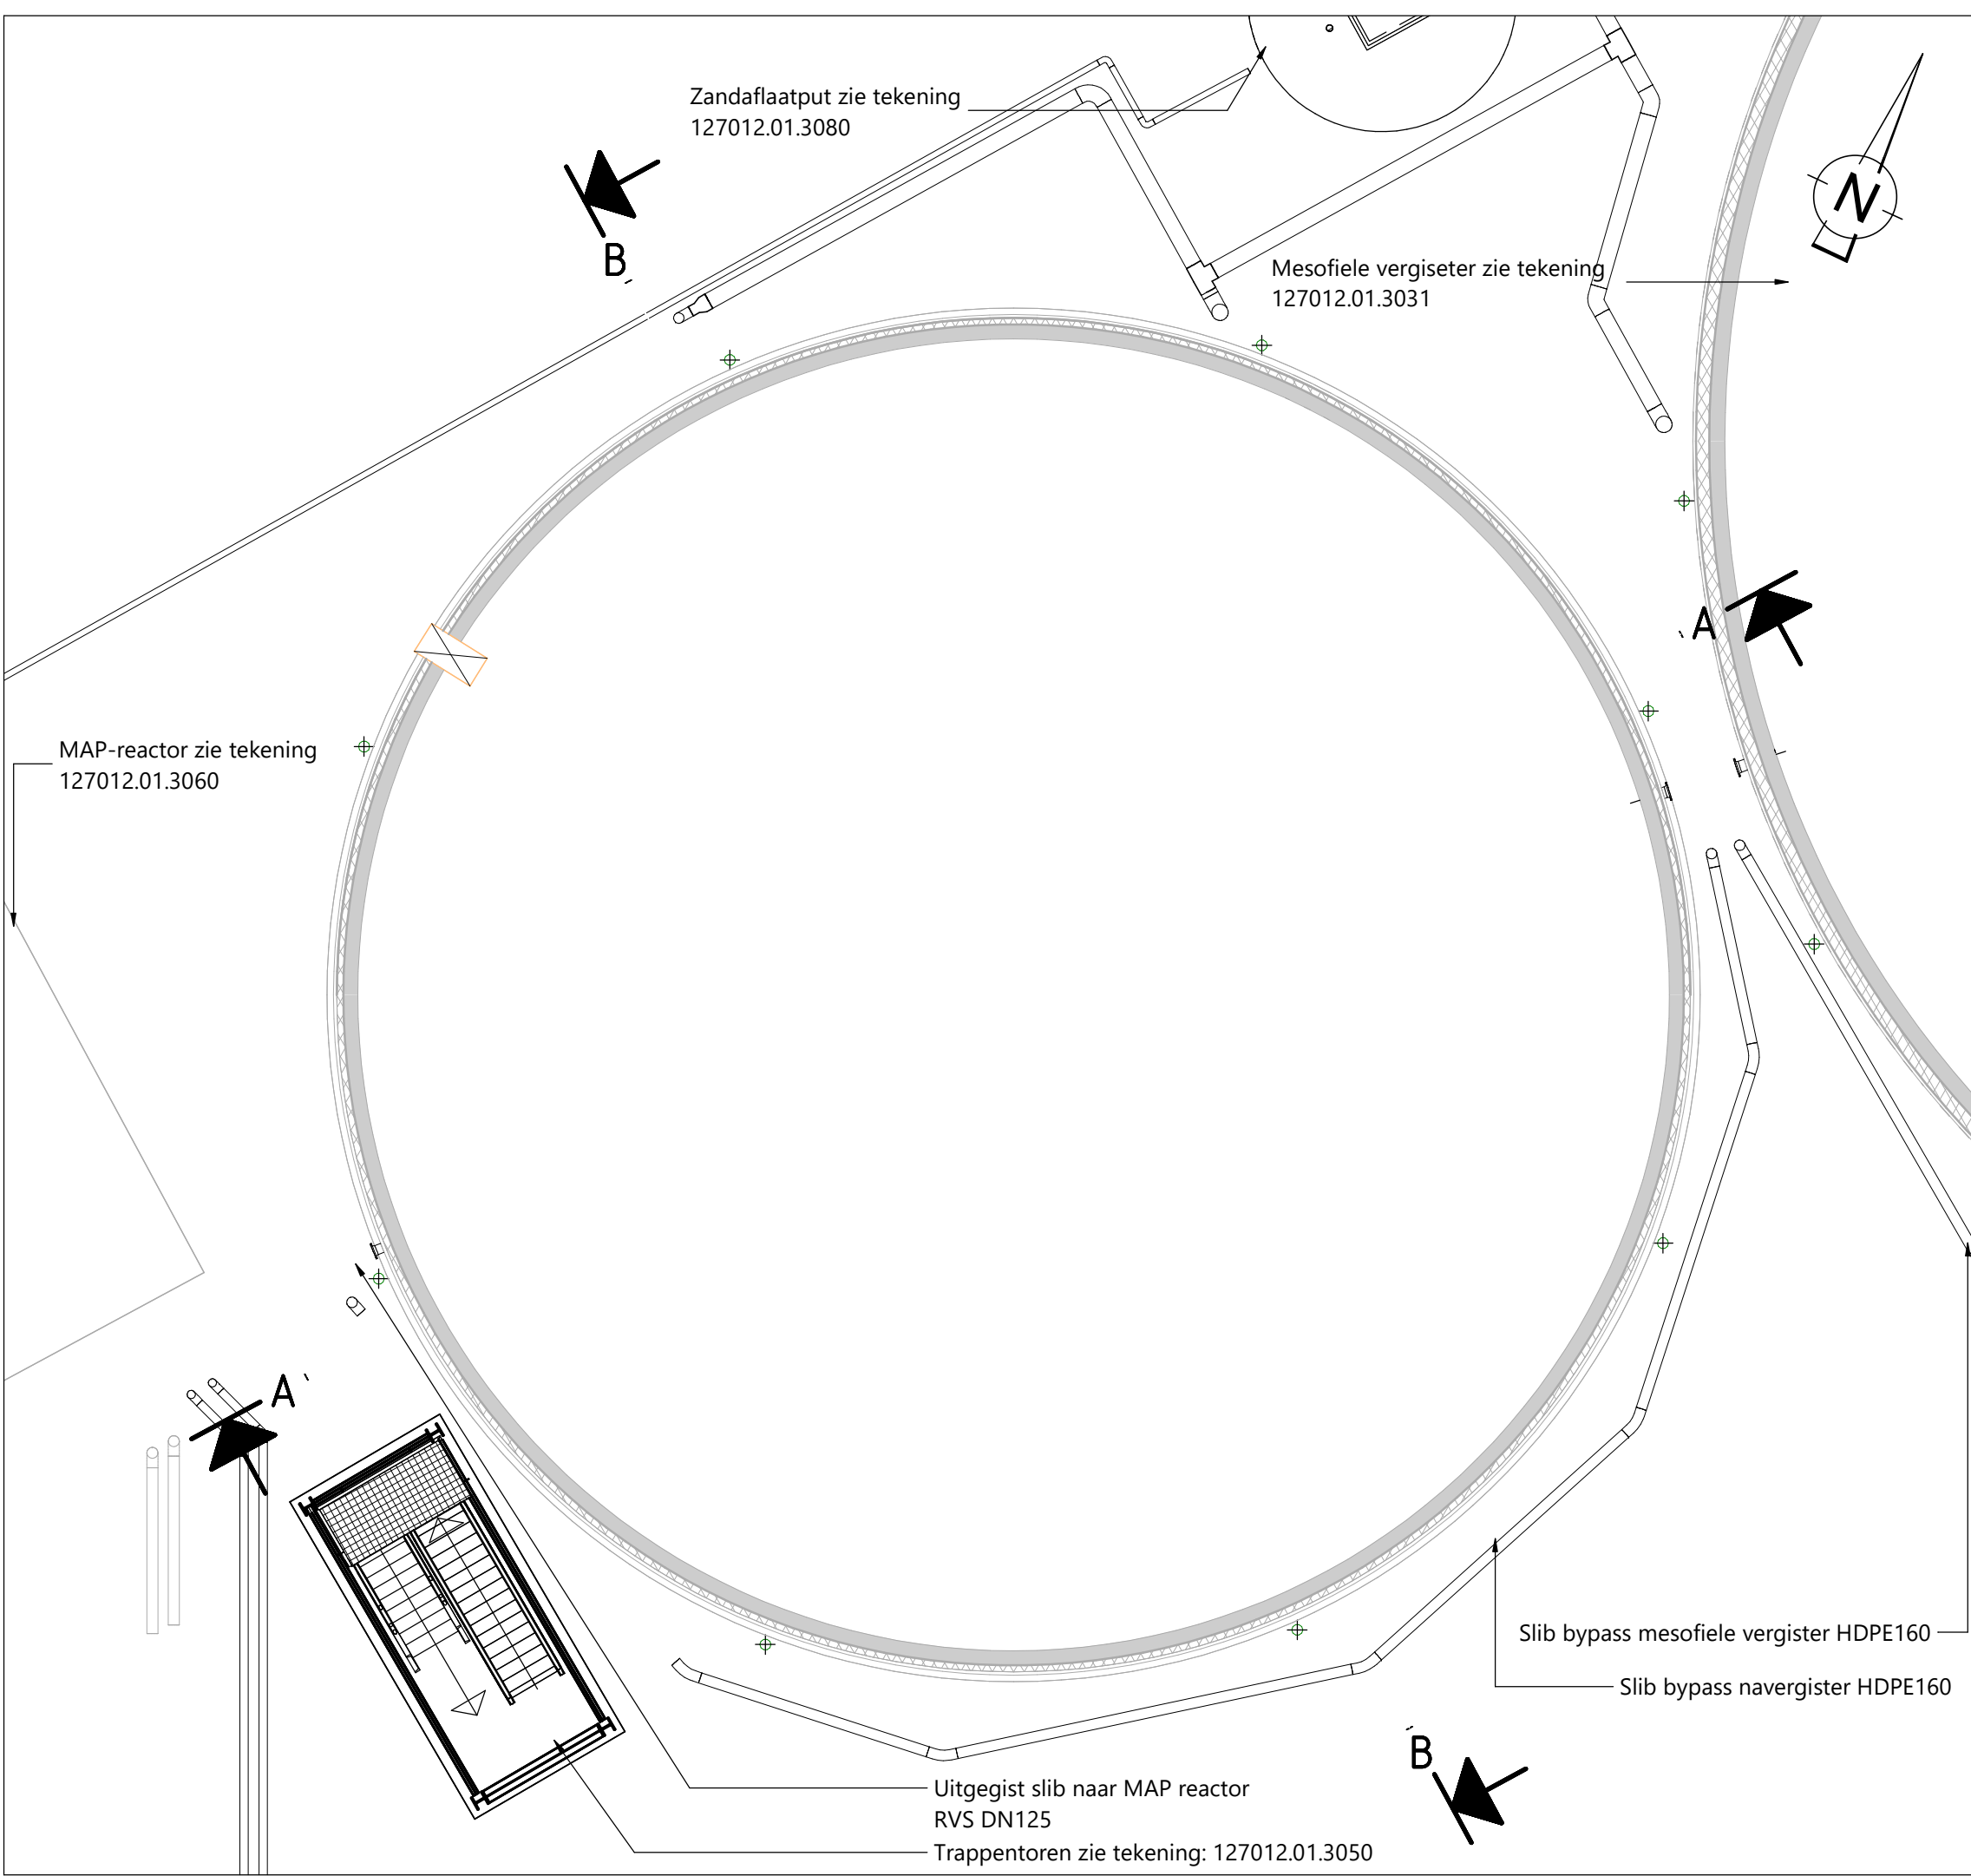 Zandaflaatput zie tekening
127012.01.3080
B
N
Mesofiele vergiseter zie tekening
127012.01.3031
A
MAP-reactor zie tekening
127012.01.3060
A'
Slib bypass mesofiele vergister HDPE160
Slib bypass navergister HDPE160
B
Uitgegist slib naar MAP reactor
RVS DN125
Trappentoren zie tekening: 127012.01.3050